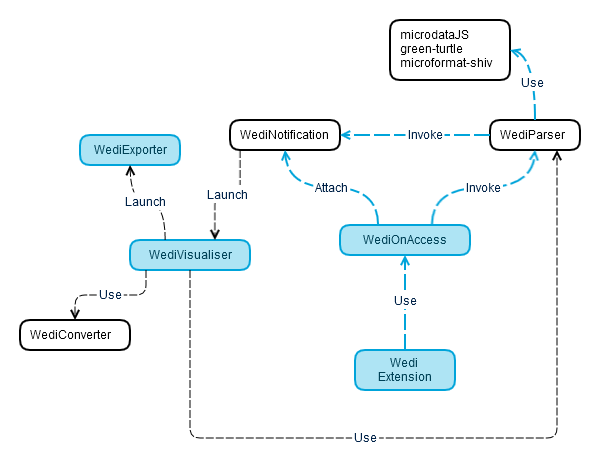 microdataJS
green-turtle
microformat-shiv
Use
WediNotification
Invoke
WediParser
WediExporter
Launch
Launch
Attach
Invoke
WediVisualiser
WediOnAccess
Use
Use
WediConverter
Wedi
Extension
Use